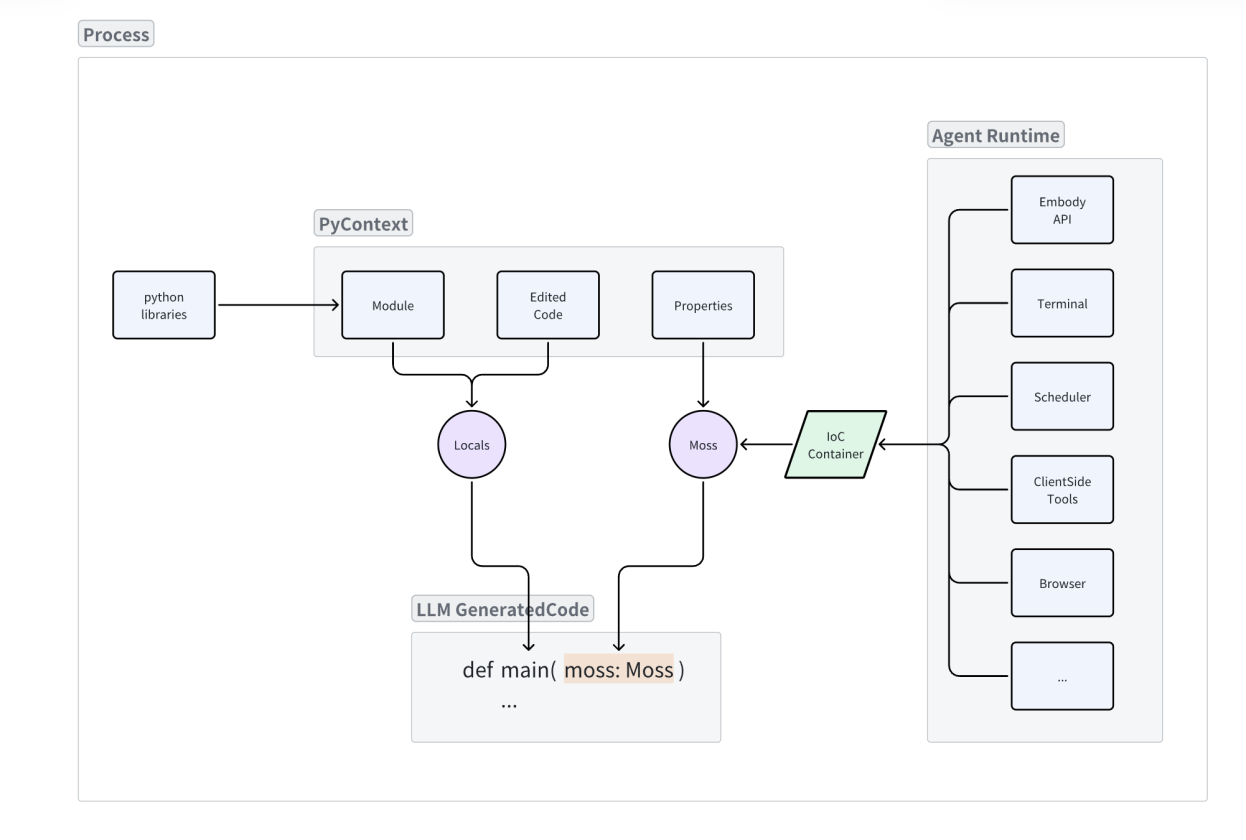 Process
Agent Runtime
Embody
API
PyContext
python
libraries
Module
Edited
Code
Properties
Terminal
Scheduler
Locals
Moss
IoC
Container
ClientSide
Tools
Browser
...
LLM GeneratedCode
def main( moss: Moss )
...